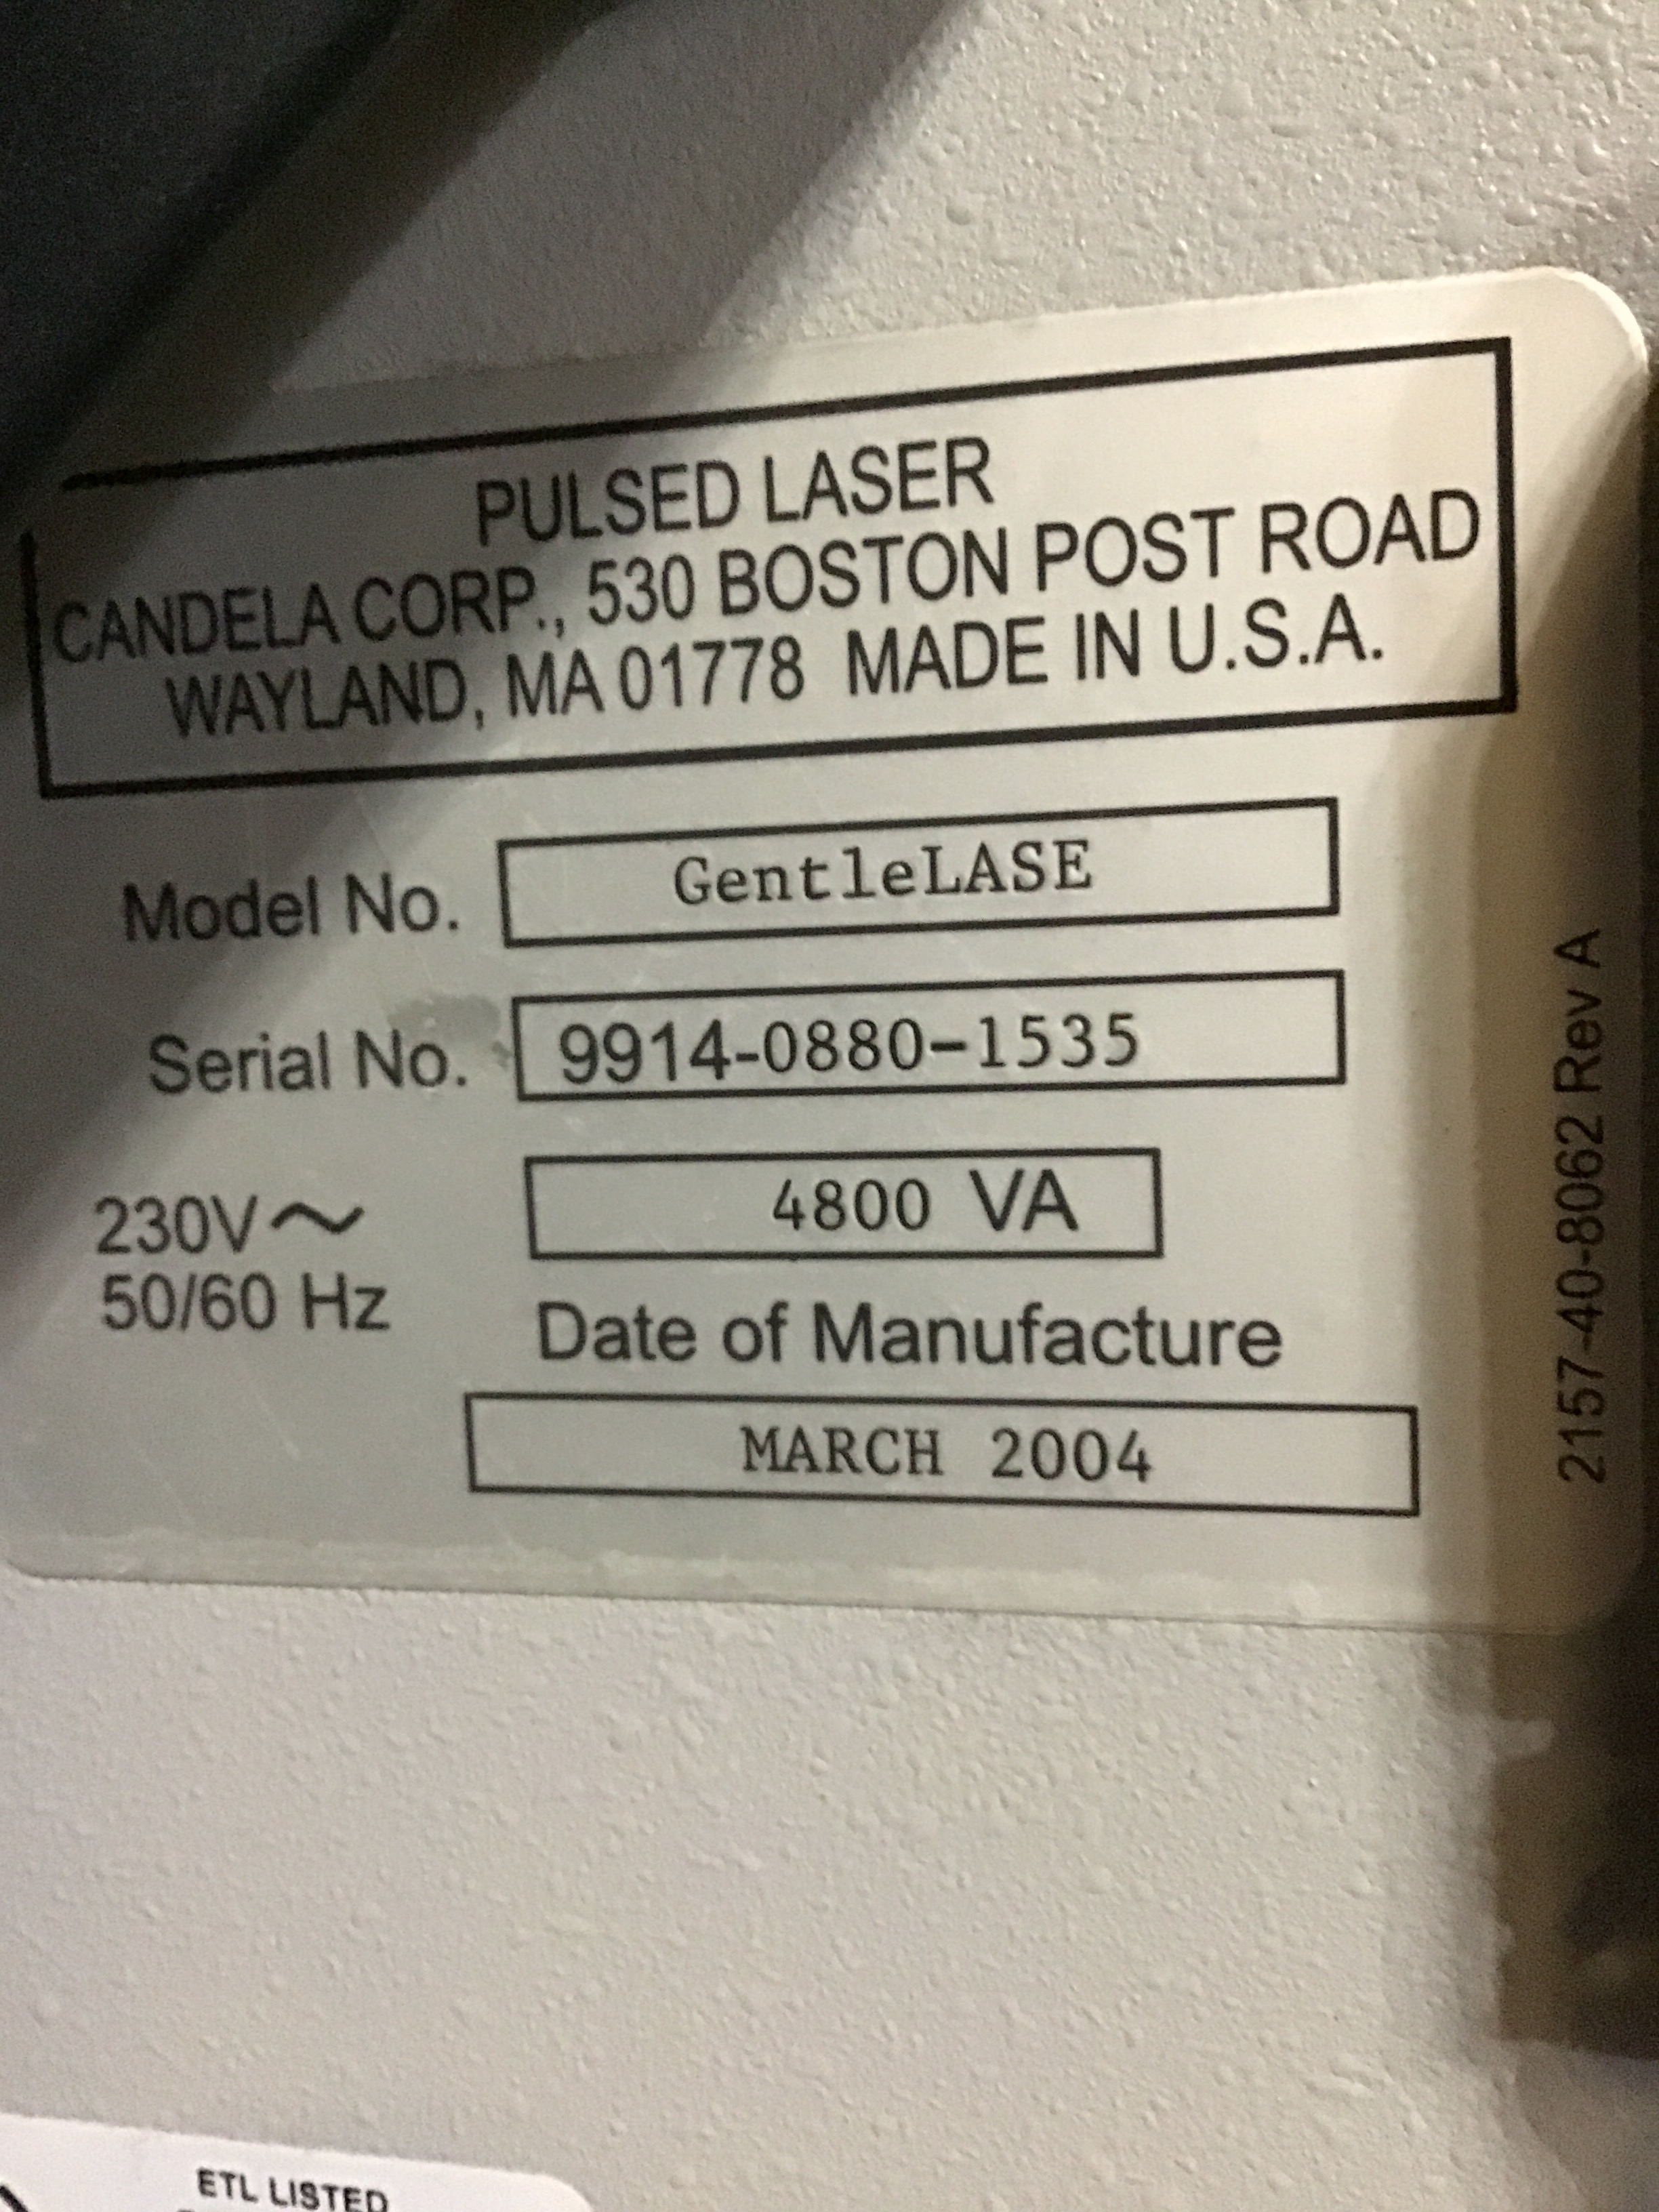 PULSED LASER
CANDELA CORP., 530 BOSTON POST ROAD
WAYLAND, MA 01778 MADE IN U.S.A.
Model No. GentleLASE
Serial No. 9914-0880-1535
230V~ 4800 VA
50/60 Hz
Date of Manufacture
MARCH 2004
2157-40-8062 Rev A
ETL LISTED